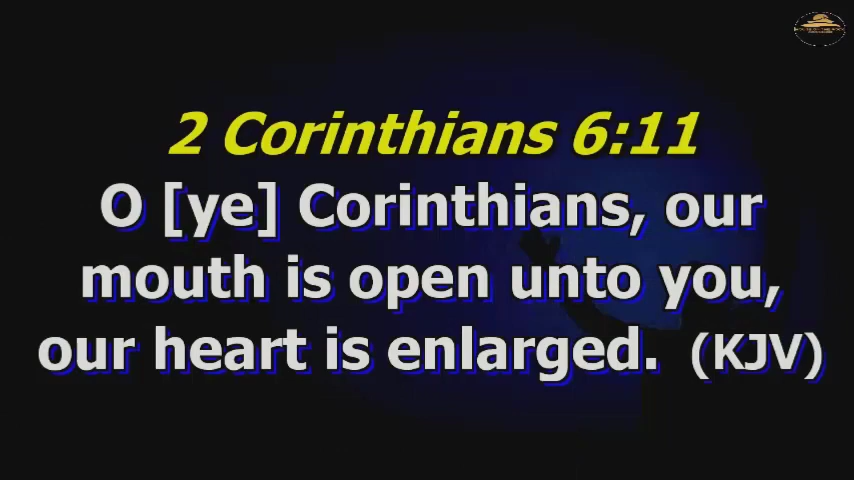 2 Corinthians 6:11
O [ye] Corinthians, our
mouth is open unto you,
our heart is enlarged. (KJV)